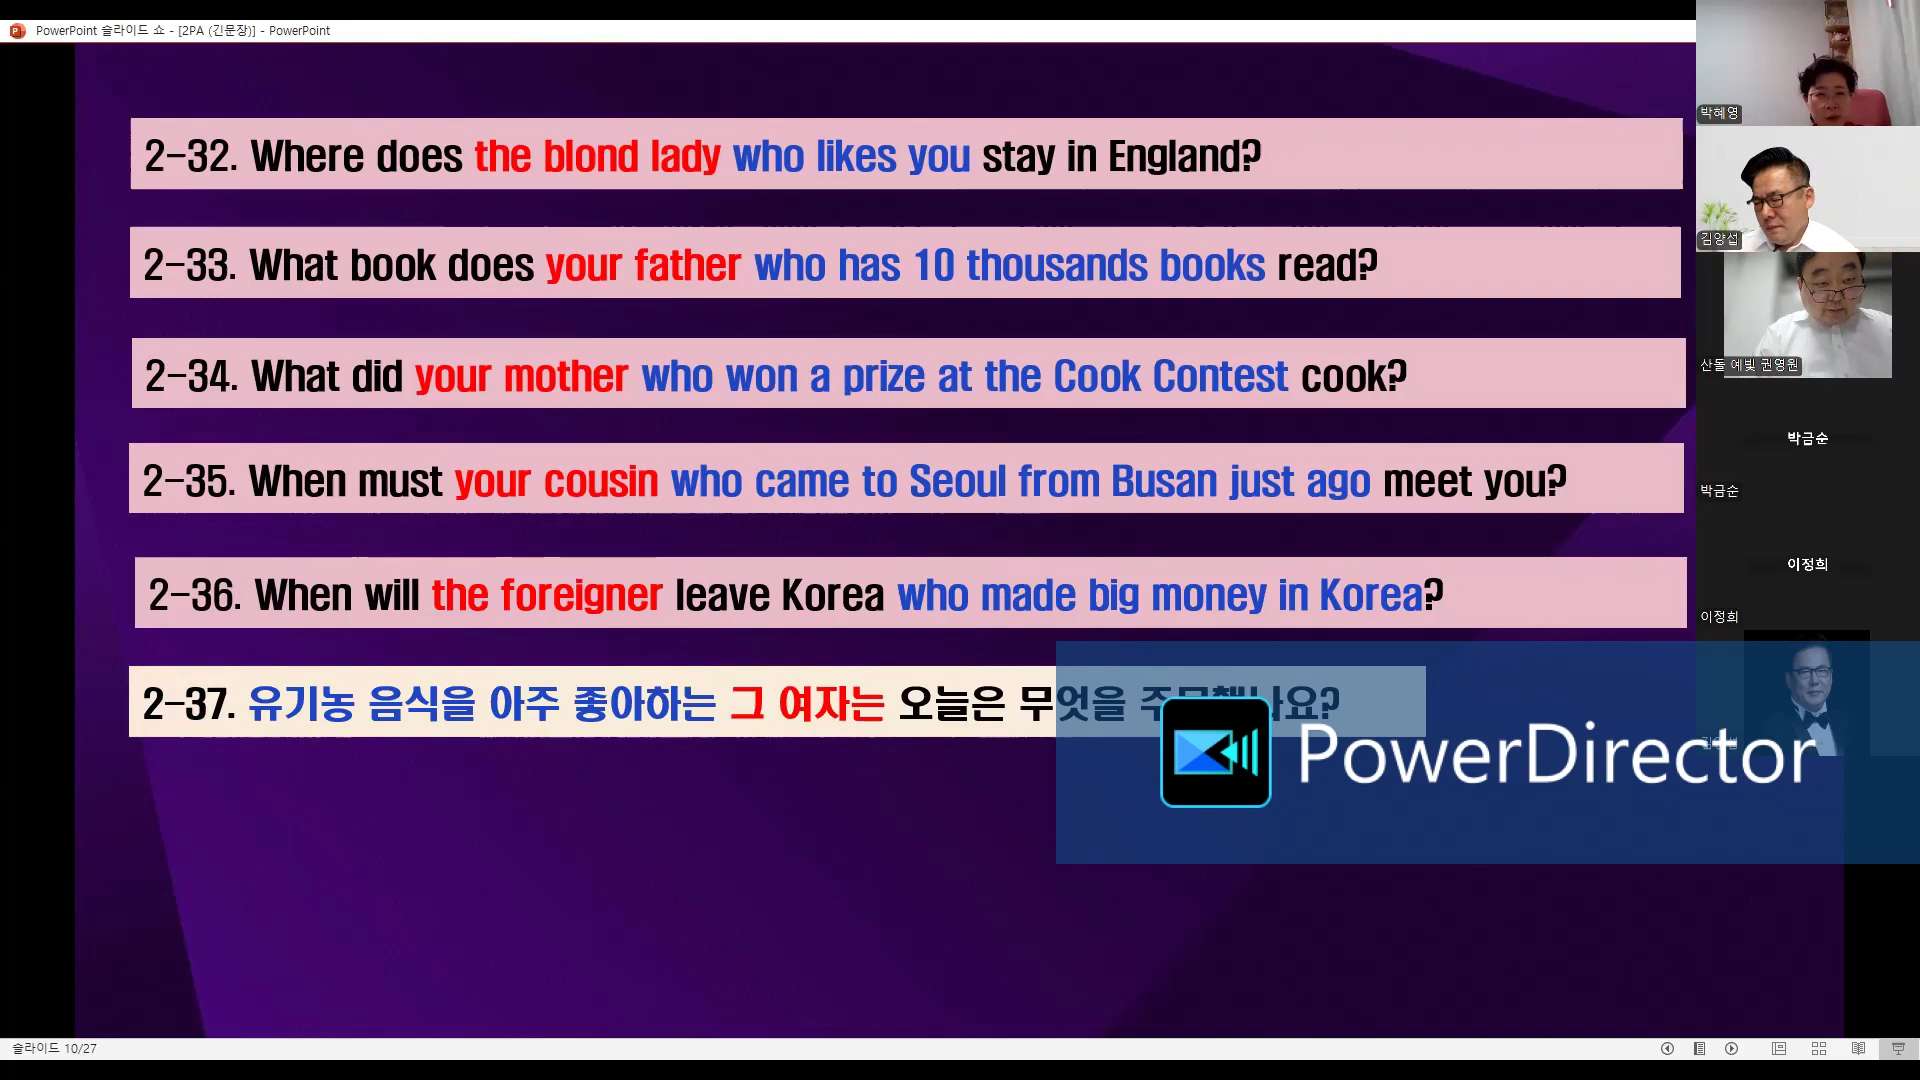 PowerPoint 슬라이드 쇼 - [2PA (긴문장)] - PowerPoint
박혜영
2-32. Where does the blond lady who likes you stay in England?
김양섭
2-33. What book does your father who has 10 thousands books read?
산돌 예빛 권영원
2-34. What did your mother who won a prize at the Cook Contest cook?
박금순
박금순
2-35. When must your cousin who came to Seoul from Busan just ago meet you?
이정희
이정희
2-36. When will the foreigner leave Korea who made big money in Korea?
2-37. 유기농 음식을 아주 좋아하는 그 여자는 오늘은 무엇을
PowerDirector
슬라이드 10/27